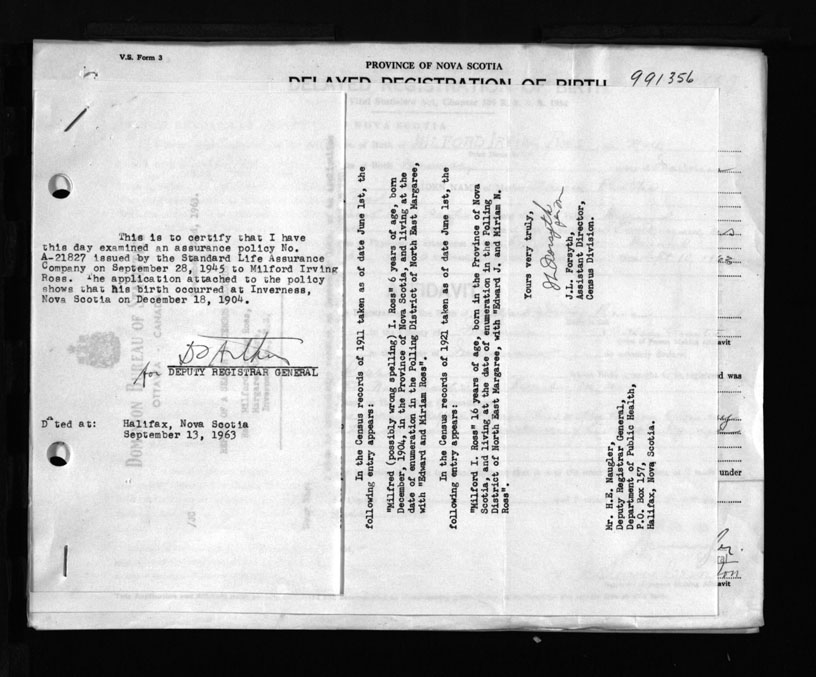 V.S. Form 3
PROVINCE OF NOVA SCOTIA
DELAYED REGISTRATION OF BIRTH
991356
This is to certify that I have
this day examined an assurance policy No.
A-21827 issued by the Standard Life Assurance
Company on September 28, 1945 to Milford Irving
Ross. The application attached to the policy
shows that his birth occurred at Inverness,
Nova Scotia on December 18, 1904.
for
DEPUTY REGISTRAR GENERAL
Dated at: Halifax, Nova Scotia
September 13, 1963
In the Census records of 1911 taken as of date June 1st, the
following entry appears:
"Milfred (possibly wrong spelling) I. Ross" 6 years of age, born
December, 1904, in the Province of Nova Scotia, and living at the
date of enumeration in the Polling District of North East Margaree,
with "Edward and Miriam Ross".
In the Census records of 1921 taken as of date June 1st, the
following entry appears:
"Milford I. Ross" 16 years of age, born in the Province of Nova
Scotia, and living at the date of enumeration in the Polling
District of North East Margaree, with "Edward J. and Miriam N.
Ross".
Yours very truly,
J.L. Forsyth,
Assistant Director,
Census Division.
Mr. H.E. Naugler,
Deputy Registrar General,
Department of Public Health,
P.O. Box 157,
Halifax, Nova Scotia.
DOMINION BUREAU OF
OTTAWA CANADA
was
under